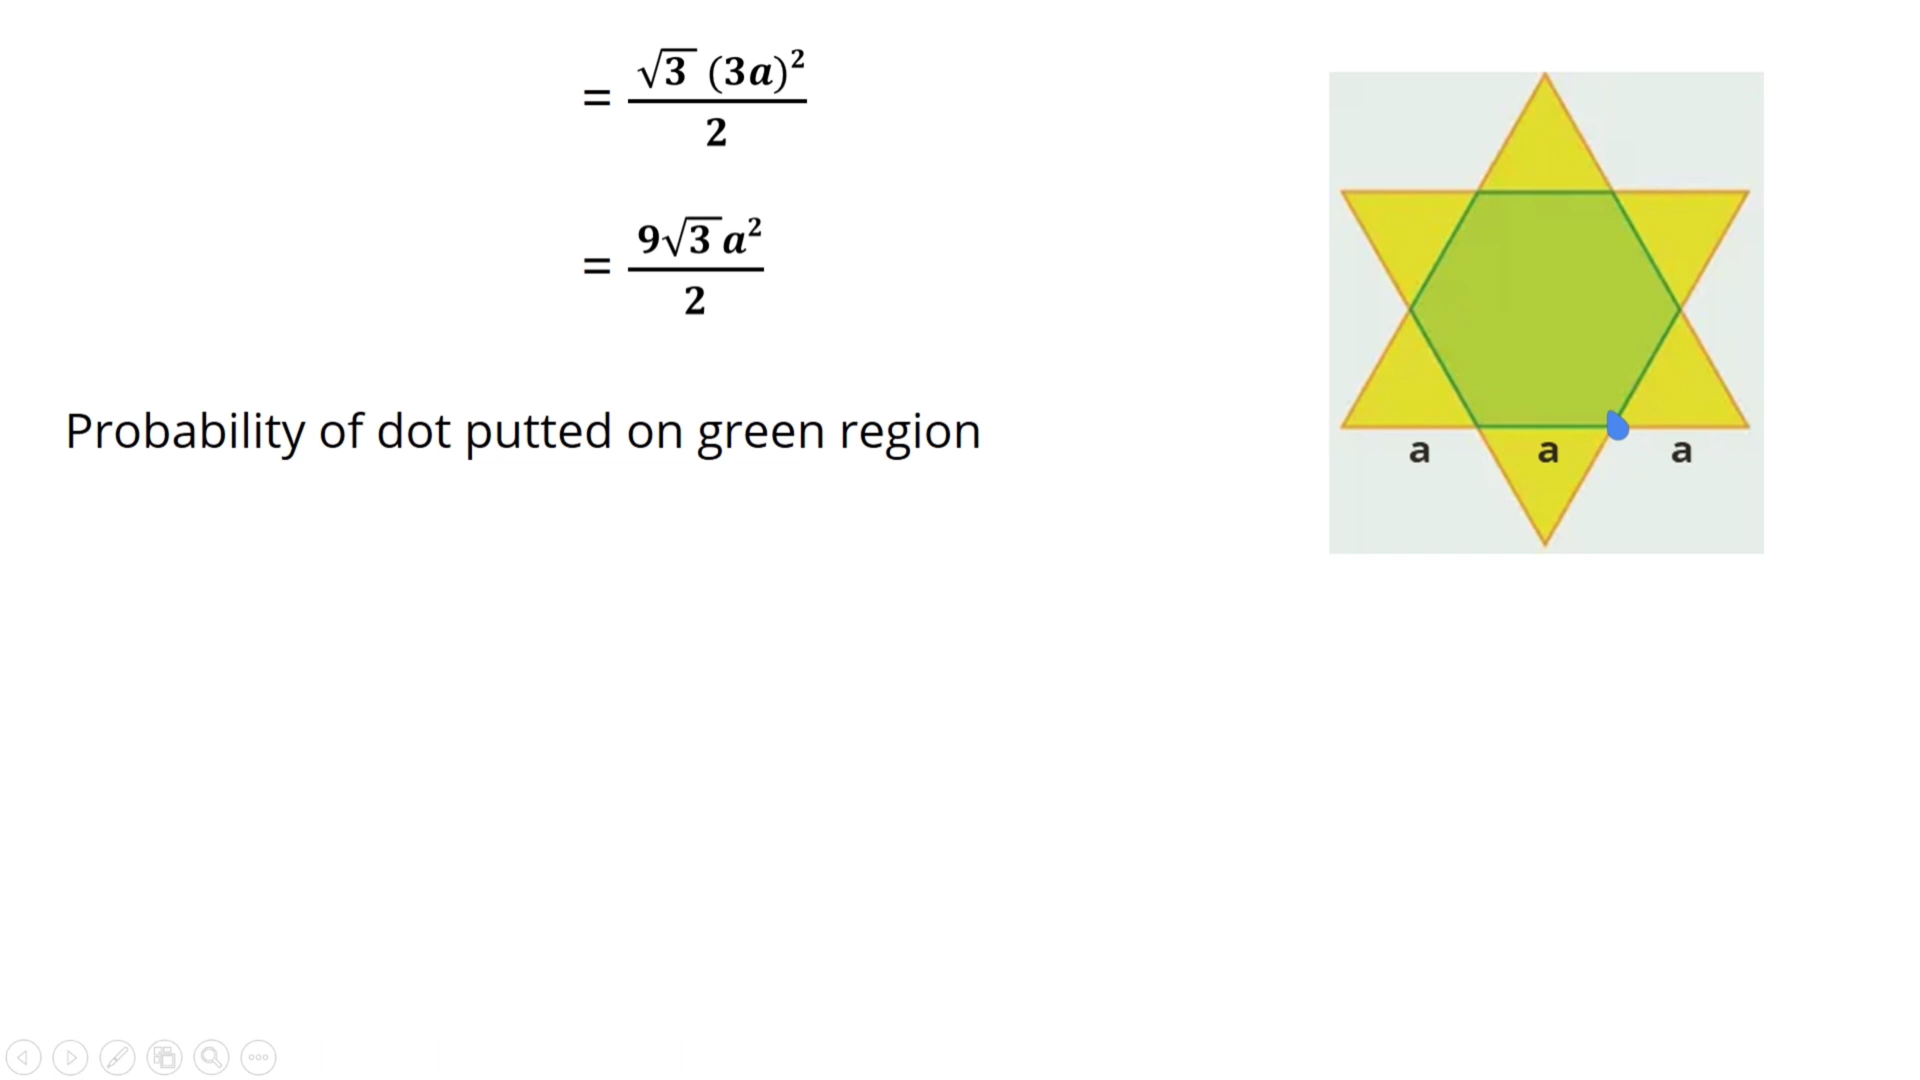 = √3 (3a)² / 2
= 9√3 a² / 2
Probability of dot putted on green region
a a a